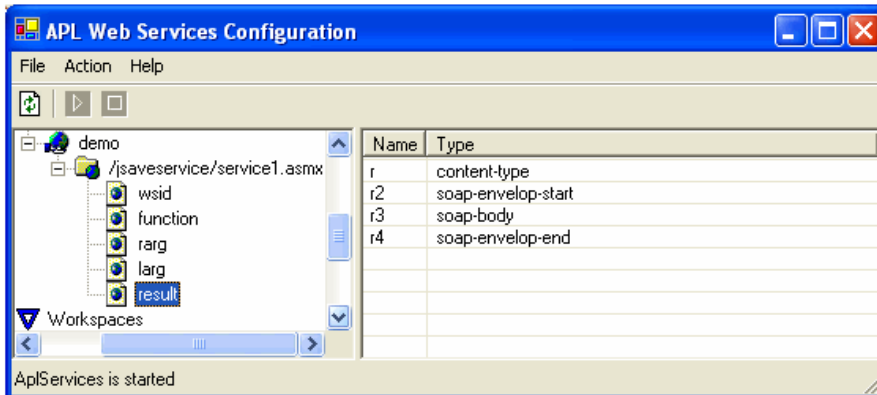 APL Web Services Configuration
File Action Help
demo
/jsaveservice/service1.asmx
wsid
function
rarg
larg
result
Workspaces
Name Type
r content-type
r2 soap-envelop-start
r3 soap-body
r4 soap-envelop-end
AplServices is started